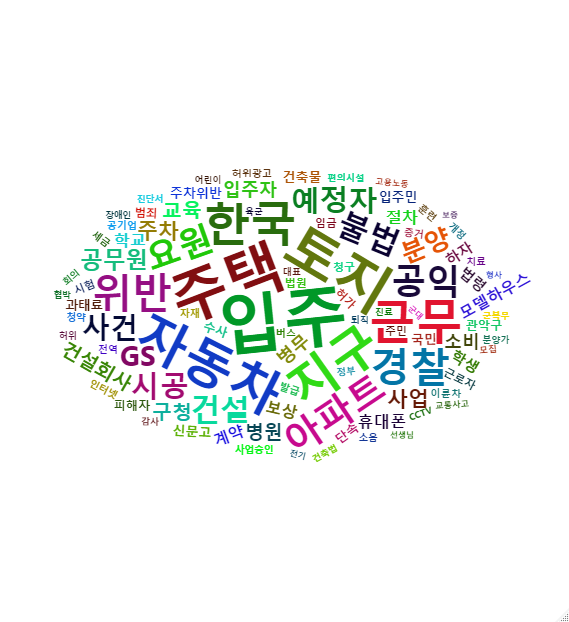 어린이 허위광고 건축물 편의시설 고용노동
진단서 주차위반 입주자 예정자 입주민
장애인 범죄 교육 한국 육군 임금 불법 절차 훈련 보증
공기업 주차 요원 토지 분양 증거 개정
세금 학교 공무원 주택 대표 청구 공익 하자 치료
회의 협박 시험 위반 법원 허가 법령 모델하우스 형사
청약 과태료 자재 입주 진료 근무 군대 근로부
허위 사건 자동차 수사 버스 퇴직 주민 국민 관악구
전역 GS 평막 지구 소비 분양가 모집
건설회사 시공 정부 경찰 학생 근로자
인터넷 피해자 구청 건설 발급 보상 아파트 사업 이륜차
감사 신문고 계약 병원 단속 휴대폰 CCTV 교통사고
사업승인 전기 건축법 소음 선생님